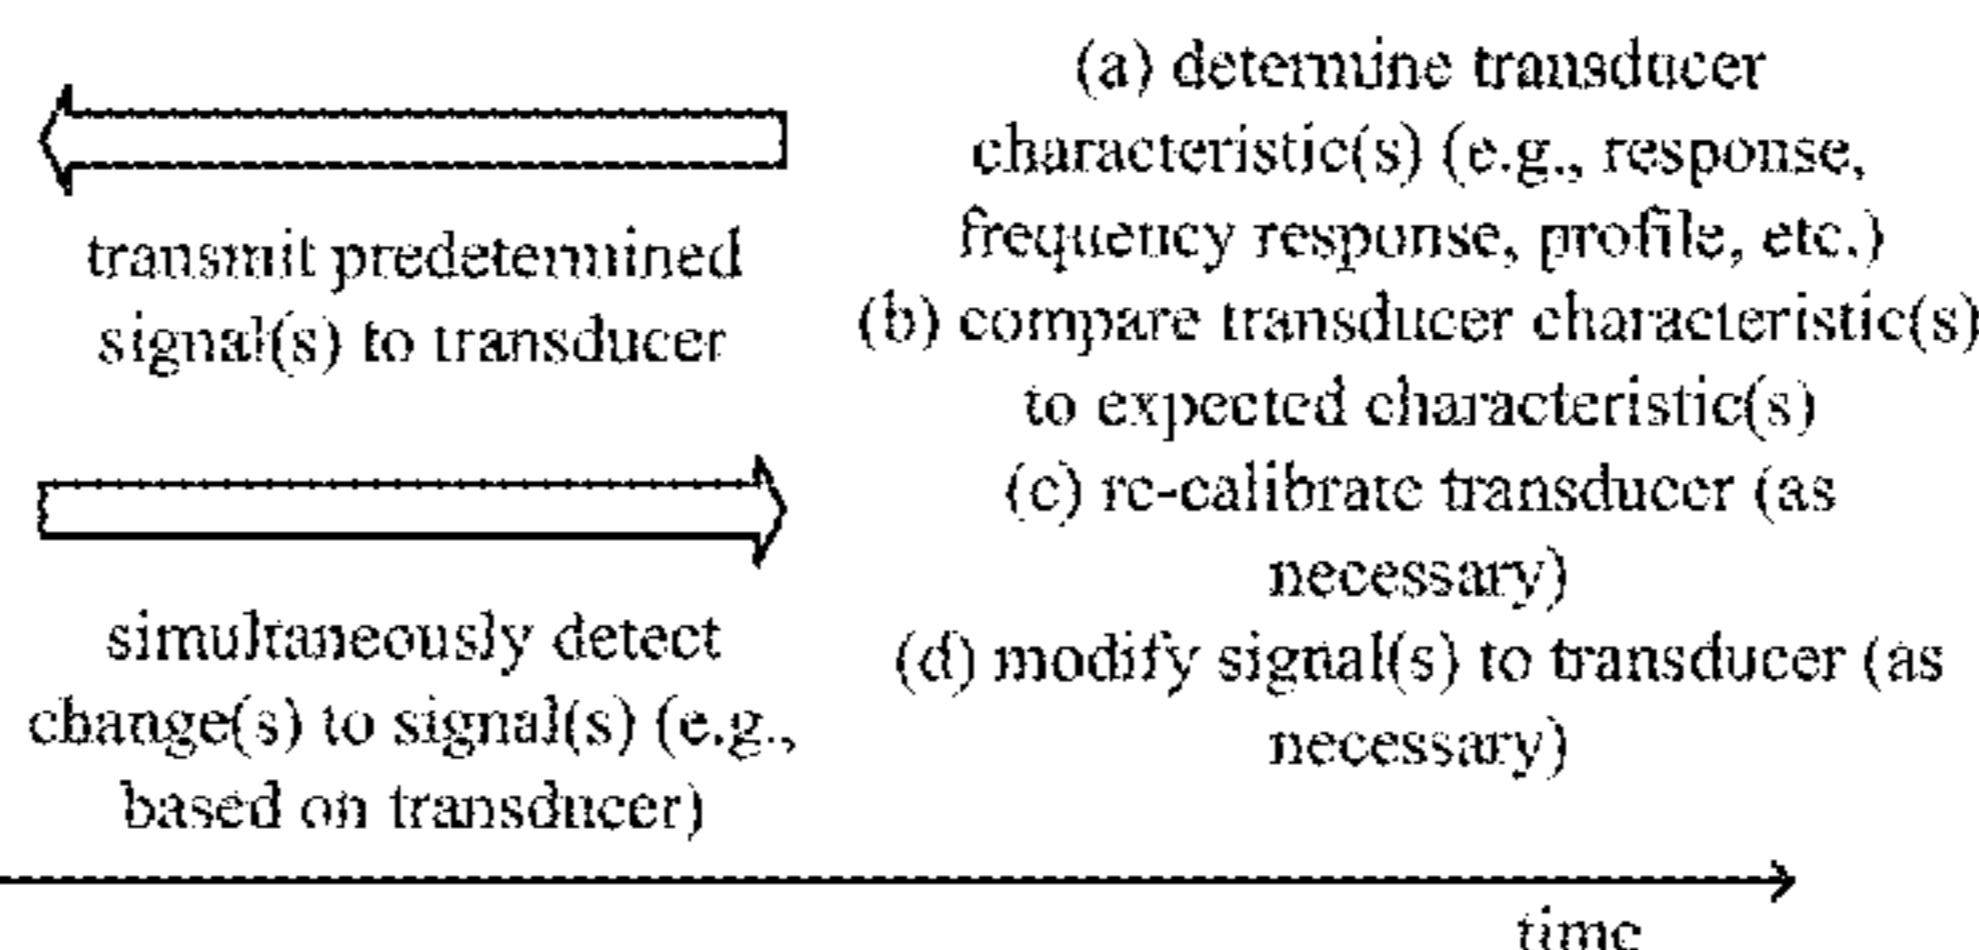 transmit predetermined
signal(s) to transducer
simultaneously detect
change(s) to signal(s) (e.g.,
based on transducer)
(a) determine transducer
characteristic(s) (e.g., response,
frequency response, profile, etc.)
(b) compare transducer characteristic(s)
to expected characteristic(s)
(c) re-calibrate transducer (as
necessary)
(d) modify signal(s) to transducer (as
necessary)
time